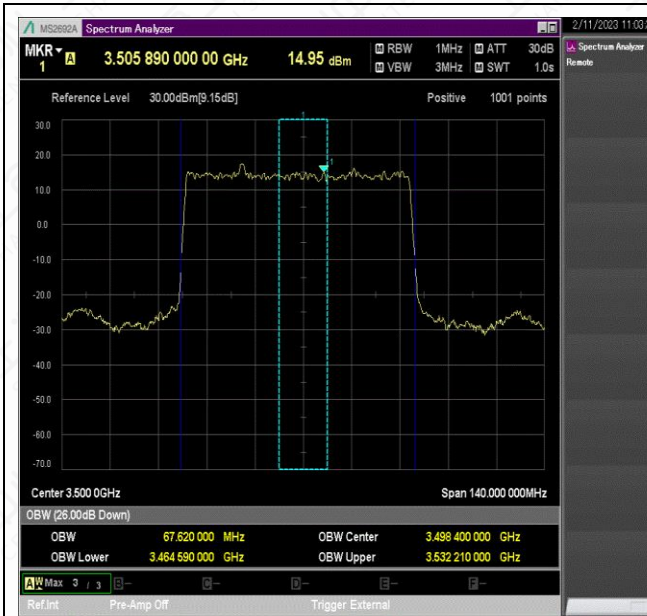 MS2692A Spectrum Analyzer 2/11/2023 11:03:
MKR 1 A 3.505 890 000 00 GHz 14.95 dBm M RBW 1MHz M ATT 30dB
M VBW 3MHz M SWT 1.0s
Spectrum Analyzer
Remote
Reference Level 30.00dBm[9.15dB] Positive 1001 points
30.0
20.0
10.0
0.0
-10.0
-20.0
-30.0
-40.0
-50.0
-60.0
-70.0
1
1
Center 3.500 0GHz Span 140.000 000MHz
OBW (26.00dB Down)
OBW 67.620 000 MHz OBW Center 3.498 400 000 GHz
OBW Lower 3.464 590 000 GHz OBW Upper 3.532 210 000 GHz
A W Max 3 / 3 B- C- D- E- F-
Ref.Int Pre-Amp Off Trigger External